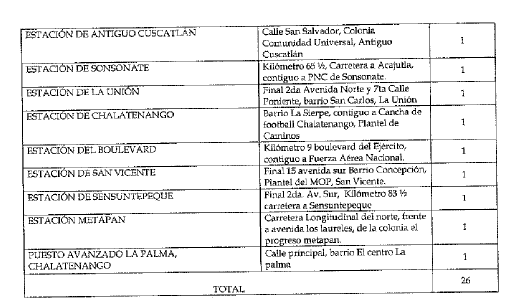 ESTACIÓN DE ANTIGUO CUSCATLÁN
Calle San Salvador, Colonia
Comunidad Universal, Antiguo
Cuscatlán
1
ESTACIÓN DE SONSONATE
Kilómetro 65 ½, Carretera a Acajutla,
contiguo a PNC de Sonsonate.
1
ESTACIÓN DE LA UNIÓN
Final 2da Avenida Norte y 7ta Calle
Poniente, barrio San Carlos, La Unión
1
ESTACIÓN DE CHALATENANGO
Barrio La Sierpe, contiguo a Cancha de
football Chalatenango, Plantel de
Caminos
1
ESTACIÓN DEL BOULEVARD
Kilómetro 9 boulevard del Ejército,
contiguo a Fuerza Aérea Nacional.
1
ESTACIÓN DE SAN VICENTE
Final 15 avenida sur Barrio Concepción,
Plantel del MOP, San Vicente.
1
ESTACIÓN DE SENSUNTEPEQUE
Final 2da. Av. Sur, Kilómetro 83 ½
carretera a Sensuntepeque
1
ESTACIÓN METAPAN
Carretera Longitudinal del norte, frente
a avenida los laureles, de la colonia el
progreso metapan.
1
PUESTO AVANZADO LA PALMA,
CHALATENANGO
Calle principal, barrio El centro La
palma
1
TOTAL
26